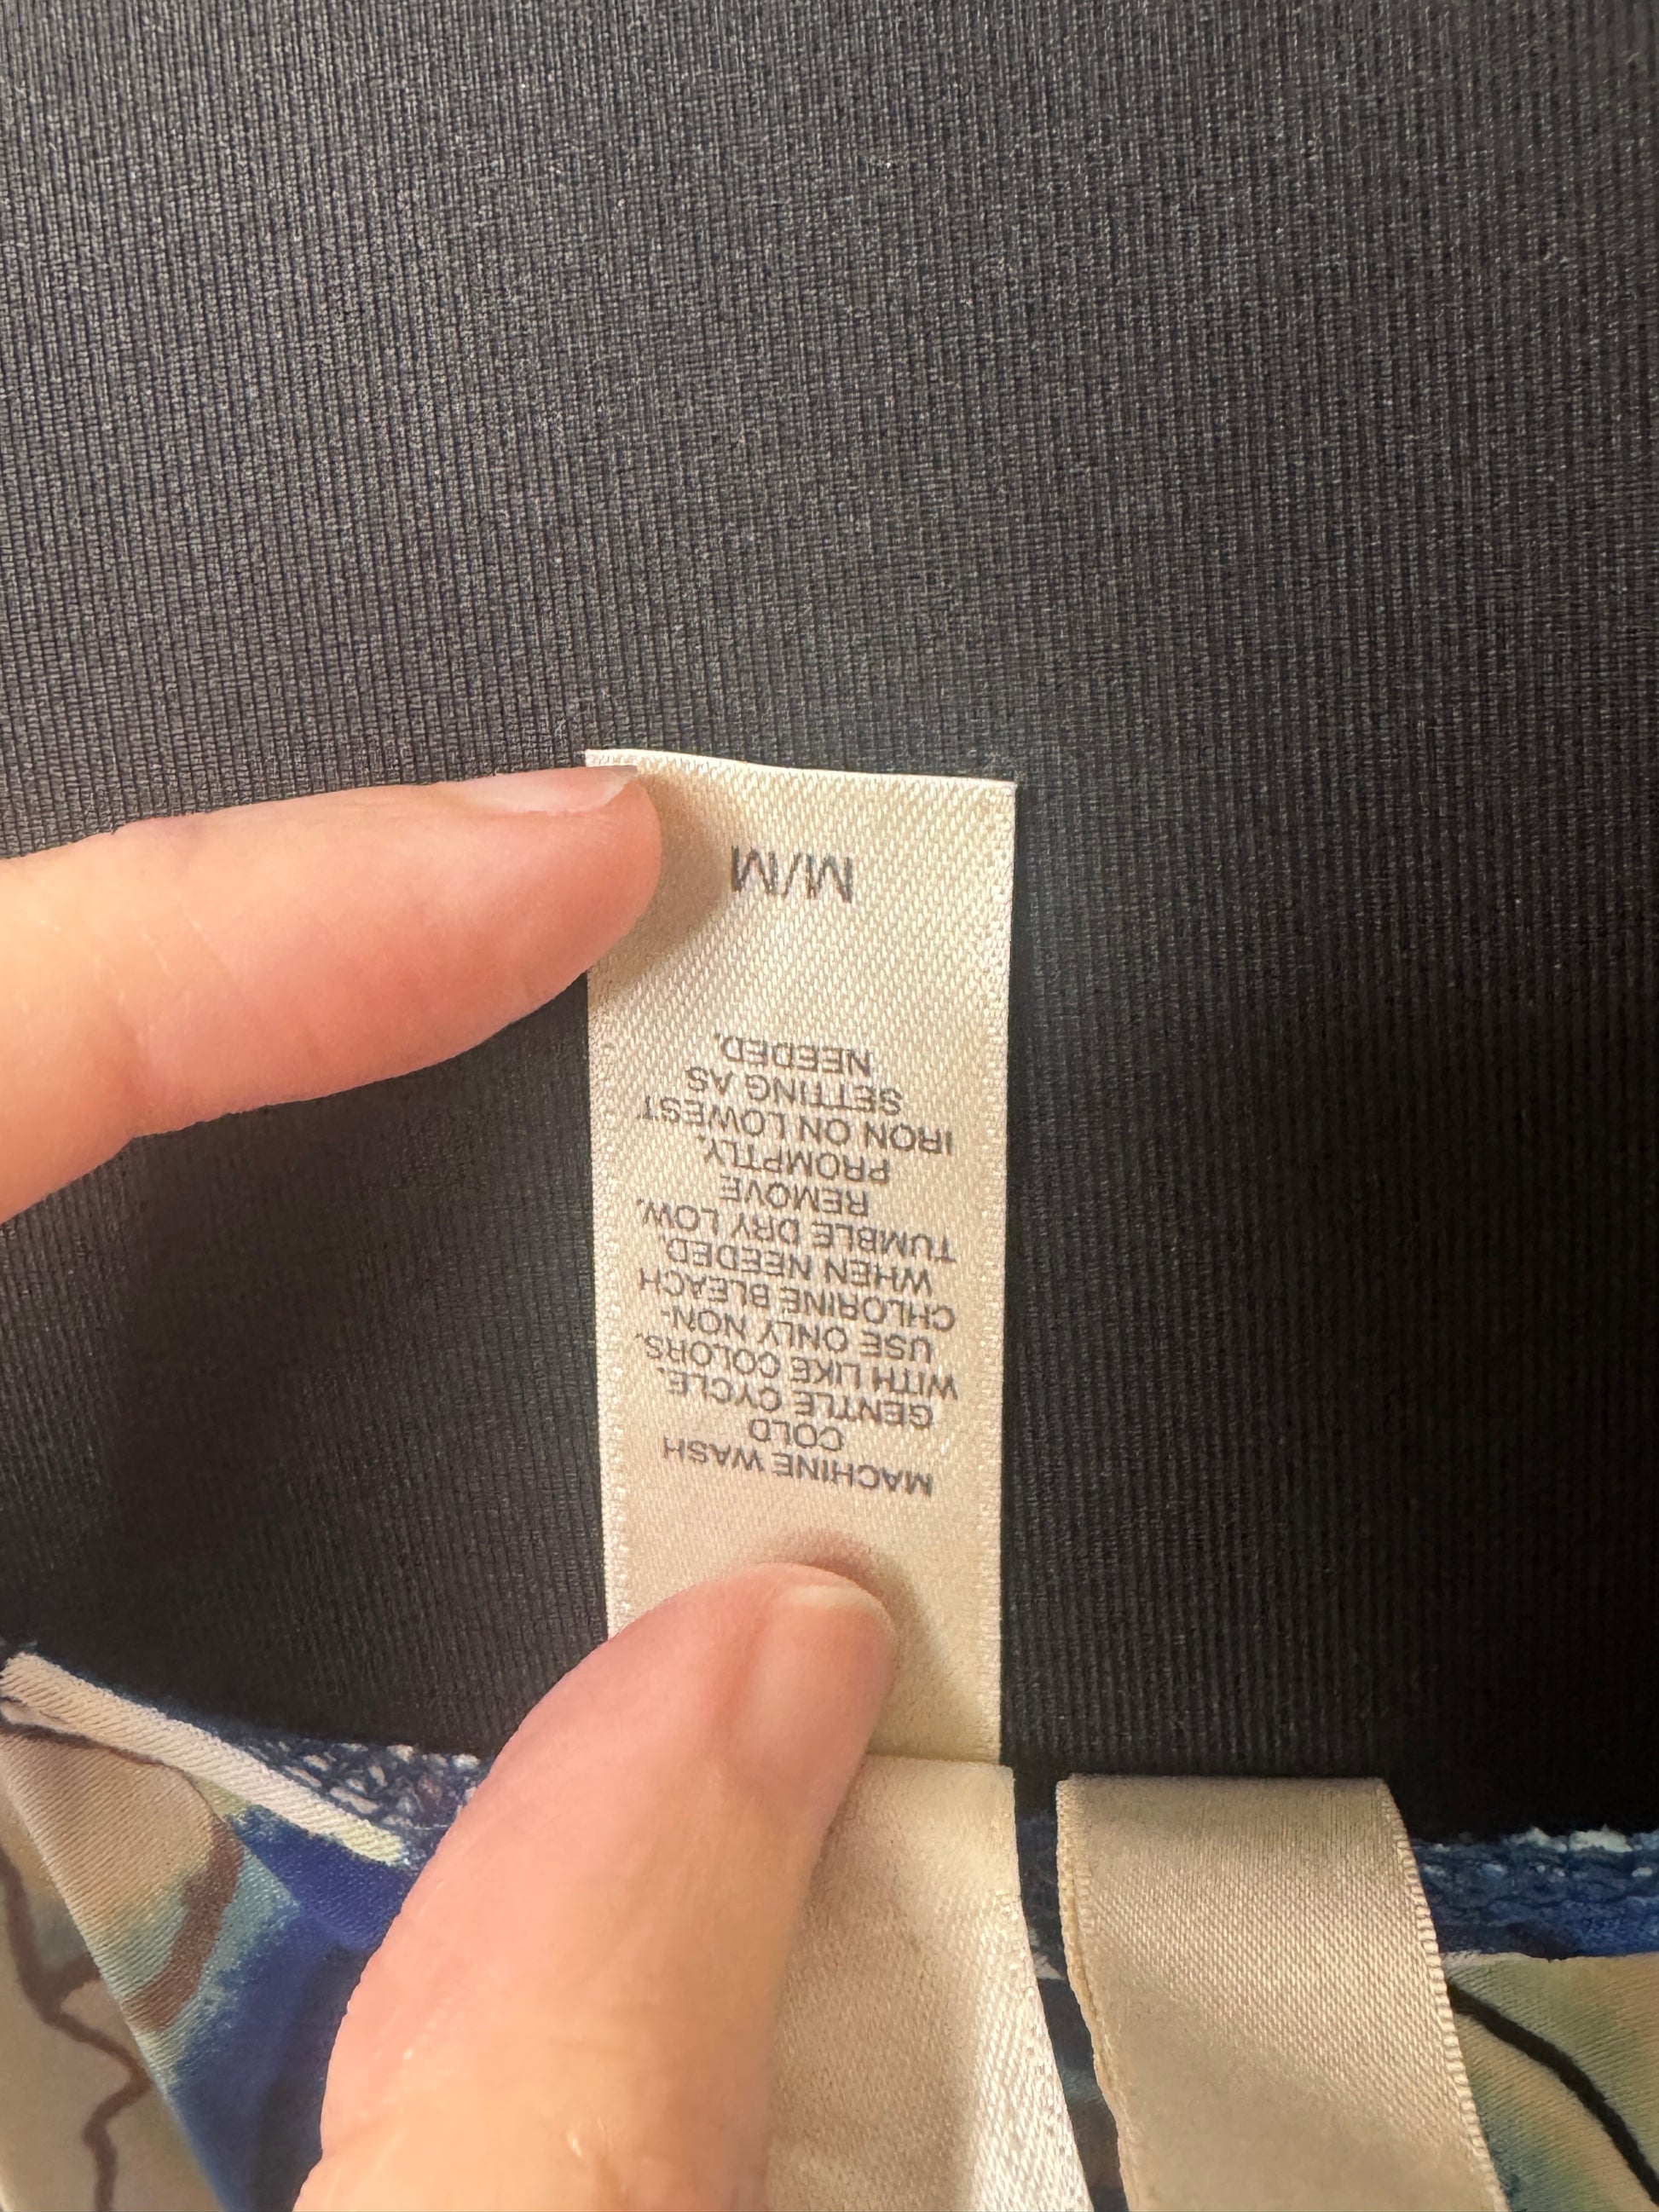 MACHINE WASH
COLD
GENTLE CYCLE.
WITH LIKE COLORS.
USE ONLY NON-
CHLORINE BLEACH
WHEN NEEDED.
TUMBLE DRY LOW.
REMOVE
PROMPTLY.
IRON ON LOWEST
SETTING AS
NEEDED.
M/M